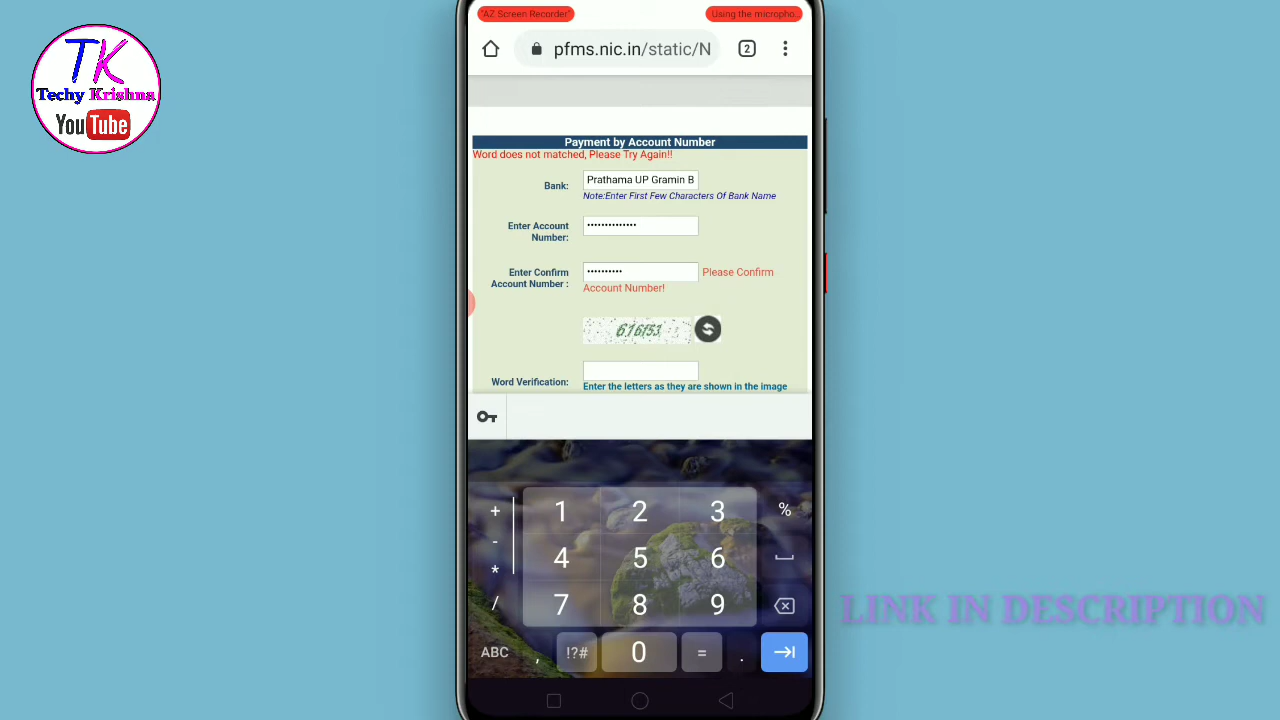 "AZ Screen Recorder"
Using the micropho...
TK
Techy Krishna
YouTube
pfms.nic.in/static/N
2
Payment by Account Number
Word does not matched, Please Try Again!!
Bank:
Prathama UP Gramin B
Note:Enter First Few Characters Of Bank Name
Enter Account
Number:
••••••••••••••
Enter Confirm
Account Number :
••••••••••
Please Confirm
Account Number!
616f53
Word Verification:
Enter the letters as they are shown in the image
+ 1 2 3 %
- 4 5 6
*
/ 7 8 9
ABC , !?# 0 = .
LINK IN DESCRIPTION